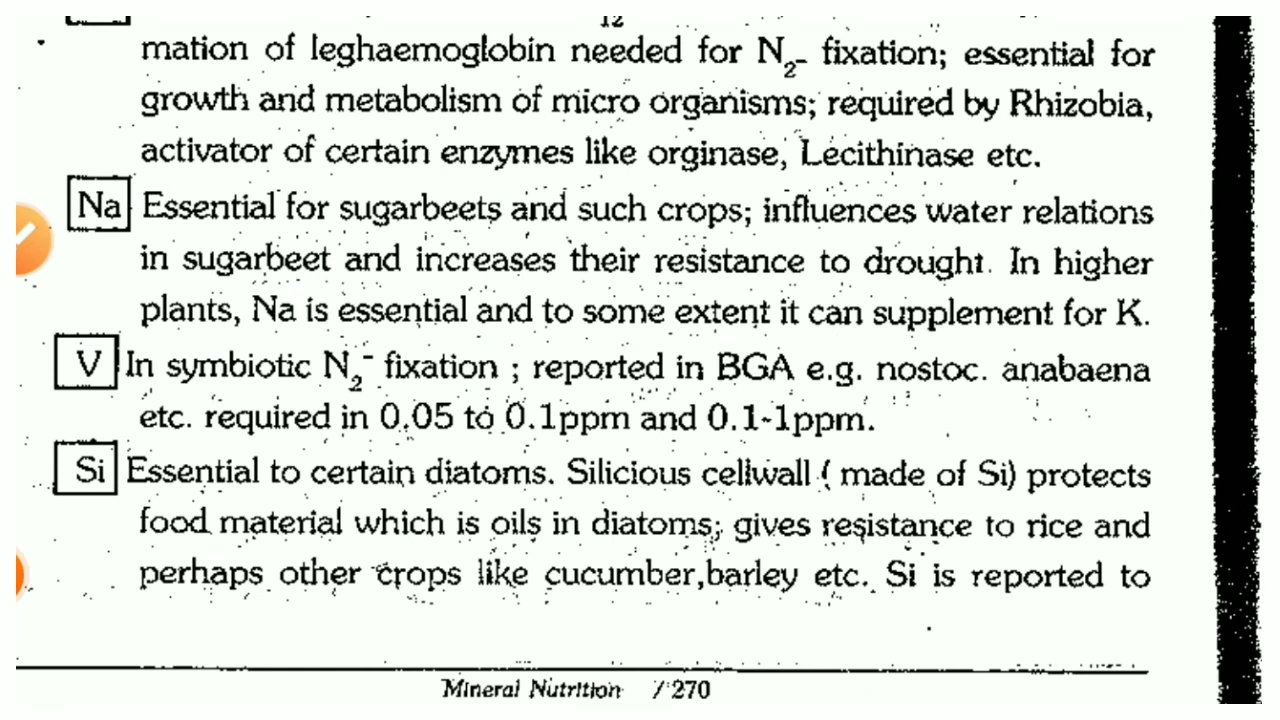 12
mation of leghaemoglobin needed for N₂- fixation; essential for
growth and metabolism of micro organisms; required by Rhizobia,
activator of certain enzymes like orginase, Lecithinase etc.
Na Essential for sugarbeets and such crops; influences water relations
in sugarbeet and increases their resistance to drought. In higher
plants, Na is essential and to some extent it can supplement for K.
V In symbiotic N₂- fixation ; reported in BGA e.g. nostoc. anabaena
etc. required in 0.05 to 0.1ppm and 0.1-1ppm.
Si Essential to certain diatoms. Silicious cellwall ( made of Si) protects
food material which is oils in diatoms; gives resistance to rice and
perhaps other crops like cucumber,barley etc. Si is reported to
Mineral Nutrition / 270